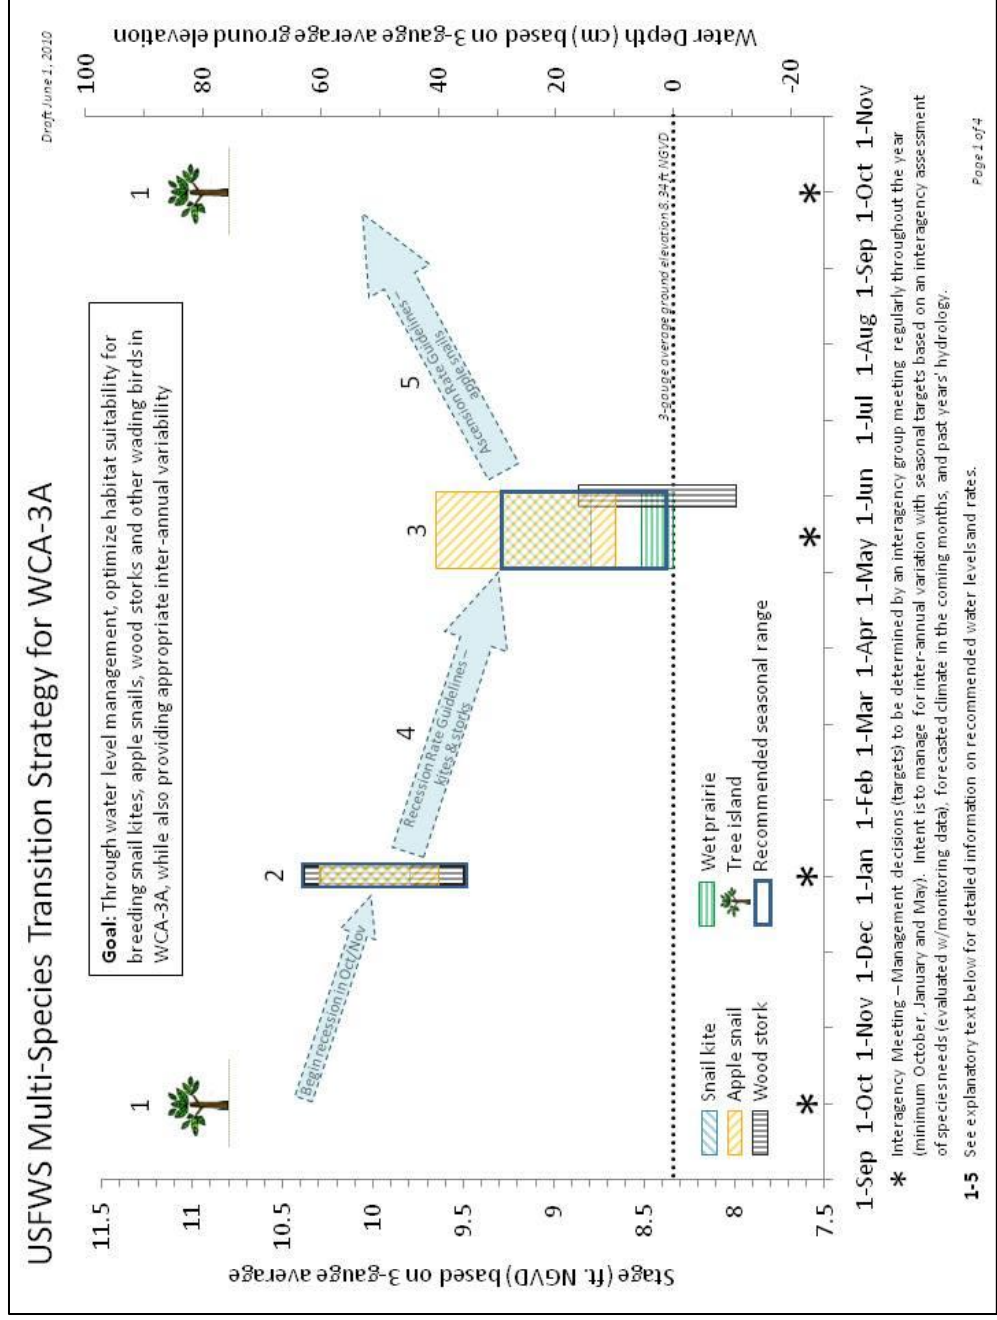 USFWS Multi-Species Transition Strategy for WCA-3A
Draft June 1, 2010
Goal: Through water level management, optimize habitat suitability for
breeding snail kites, apple snails, wood storks and other wading birds in
WCA-3A, while also providing appropriate inter-annual variability
Stage (ft. NGVD) based on 3-gauge average
11.5
11
10.5
10
9.5
9
8.5
8
7.5
1
Begin recession in Oct/Nov
2
4
Recession Rate Guidelines –
kites & storks
3
5
Ascension Rate Guidelines –
apple snails
1
3-gauge average ground elevation 8.34 ft NGVD
Snail kite
Apple snail
Wood stork
Wet prairie
Tree island
Recommended seasonal range
100
80
60
40
20
0
-20
Water Depth (cm) based on 3-gauge average ground elevation
* * * *
1-Sep 1-Oct 1-Nov 1-Dec 1-Jan 1-Feb 1-Mar 1-Apr 1-May 1-Jun 1-Jul 1-Aug 1-Sep 1-Oct 1-Nov
* Interagency Meeting – Management decisions (targets) to be determined by an interagency group meeting regularly throughout the year
(minimum October, January and May). Intent is to manage for inter-annual variation with seasonal targets based on an interagency assessment
of species needs (evaluated w/monitoring data), forecasted climate in the coming months, and past years' hydrology.
1-5 See explanatory text below for detailed information on recommended water levels and rates.
Page 1 of 4